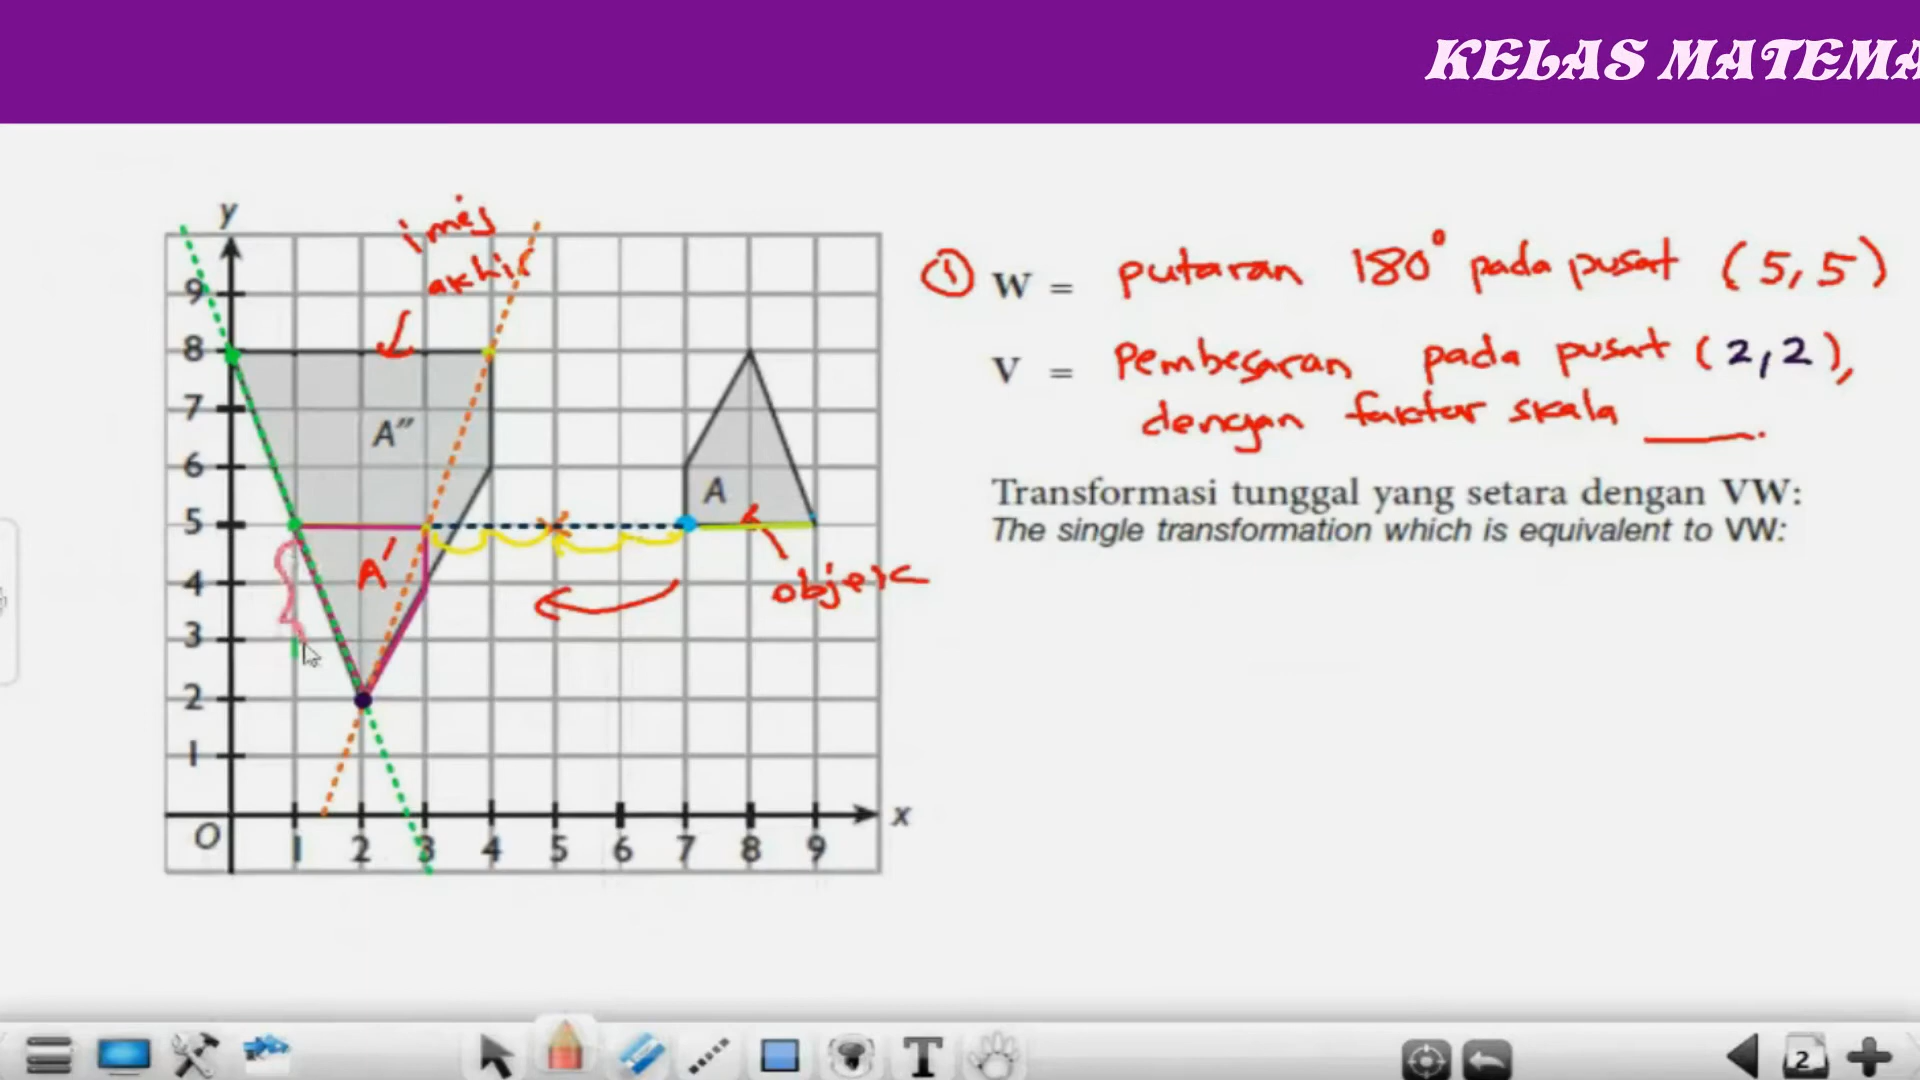 KELAS MATEMA
y
imej
akhir
① W = putaran 180° pada pusat (5,5)
9
V = Pembesaran pada pusat (2,2),
8
dengan faktor skala ____.
7
A"
6
A
Transformasi tunggal yang setara dengan VW:
5
The single transformation which is equivalent to VW:
4
A'
objek
3
2
1
x
O
1 2 3 4 5 6 7 8 9
T
2